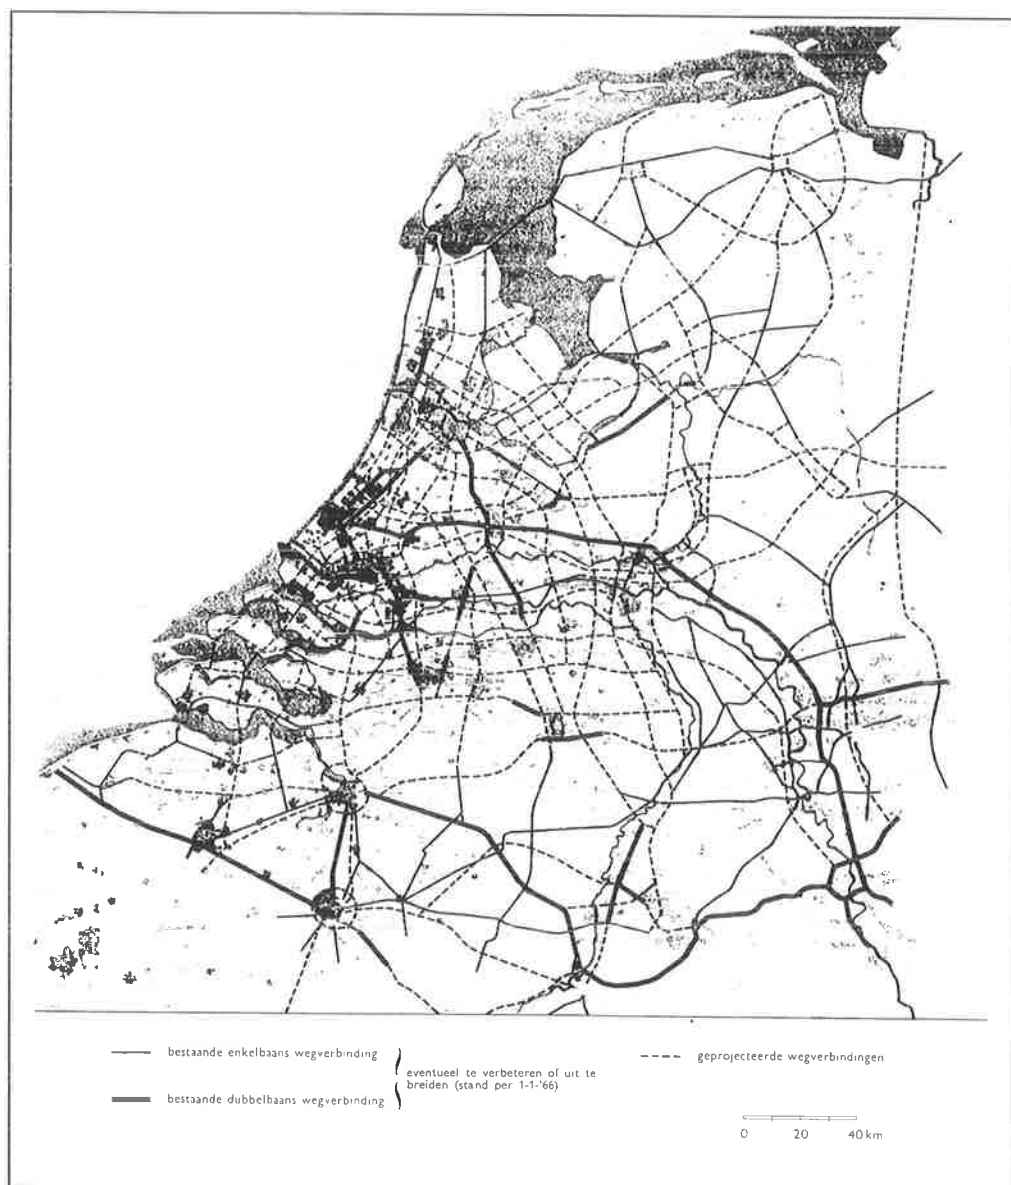 bestaande enkelbaans wegverbinding
eventueel te verbeteren of uit te
breiden (stand per 1-1-'66)
bestaande dubbelbaans wegverbinding
geprojecteerde wegverbindingen
0 20 40 km